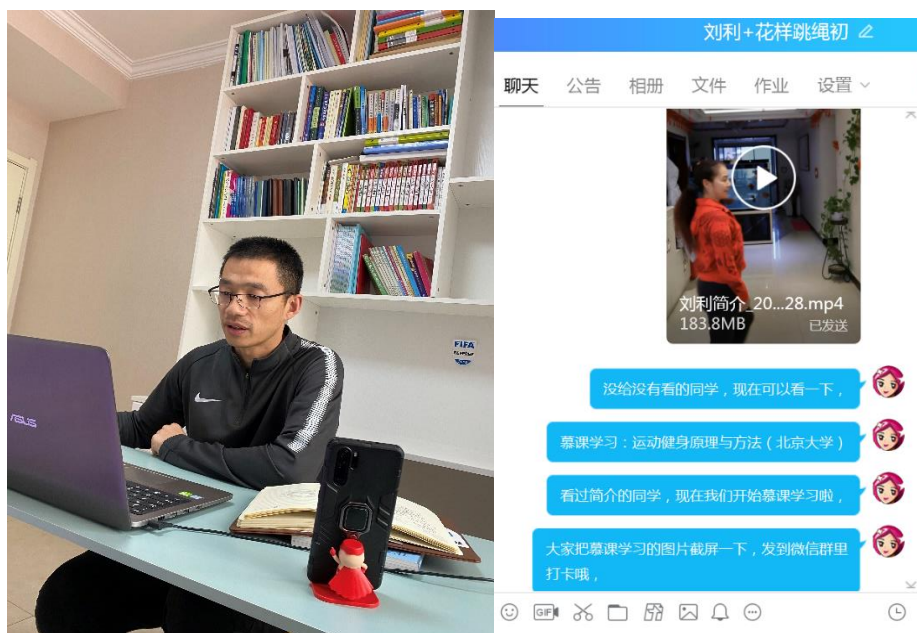 ASUS
FIFA
刘利+花样跳绳初
聊天 公告 相册 文件 作业 设置
刘利简介_20...28.mp4
183.8MB 已发送
没给没有看的同学，现在可以看一下，
慕课学习：运动健身原理与方法（北京大学）
看过简介的同学，现在我们开始慕课学习啦，
大家把慕课学习的图片截屏一下，发到微信群里
打卡哦，
GIF